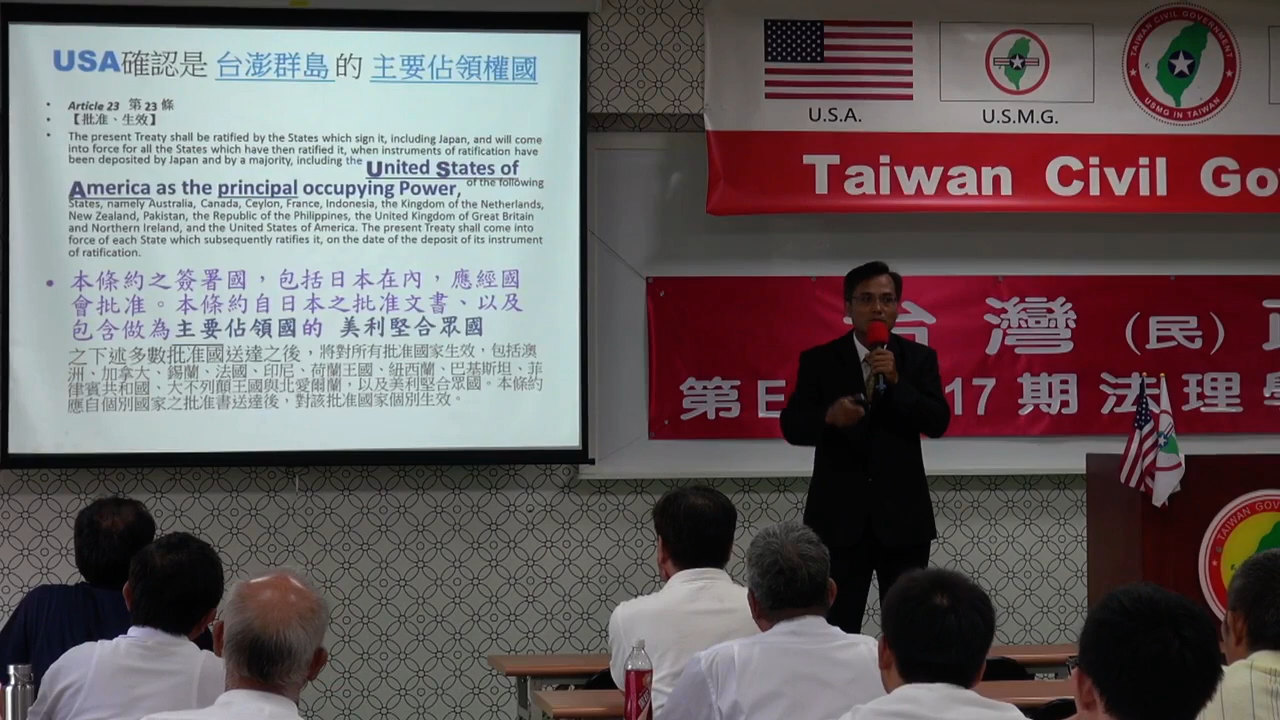 USA確認是 台澎群島 的 主要佔領權國
• Article 23 第 23 條
• 【批准、生效】
• The present Treaty shall be ratified by the States which sign it, including Japan, and will come
into force for all the States which have then ratified it, when instruments of ratification have
been deposited by Japan and by a majority, including the United States of
America as the principal occupying Power, of the following
States, namely Australia, Canada, Ceylon, France, Indonesia, the Kingdom of the Netherlands,
New Zealand, Pakistan, the Republic of the Philippines, the United Kingdom of Great Britain
and Northern Ireland, and the United States of America. The present Treaty shall come into
force of each State which subsequently ratifies it, on the date of the deposit of its instrument
of ratification.
• 本條約之簽署國，包括日本在內，應經國
會批准。本條約自日本之批准文書、以及
包含做為主要佔領國的 美利堅合眾國
之下述多數批准國送達之後，將對所有批准國家生效，包括澳
洲、加拿大、錫蘭、法國、印尼、荷蘭王國、紐西蘭、巴基斯坦、菲
律賓共和國、大不列顛王國與北愛爾蘭，以及美利堅合眾國。本條約
應自個別國家之批准書送達後，對該批准國家個別生效。
U.S.A.
U.S.M.G.
TAIWAN CIVIL GOVERNMENT
USMG IN TAIWAN
Taiwan Civil Go
台灣（民）
第E 17期法理
TAIWAN GOV